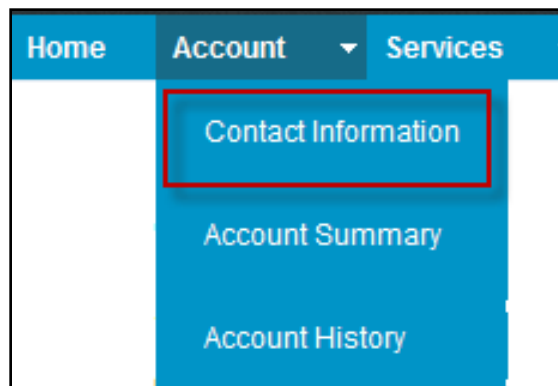 Home Account Services
Contact Information
Account Summary
Account History